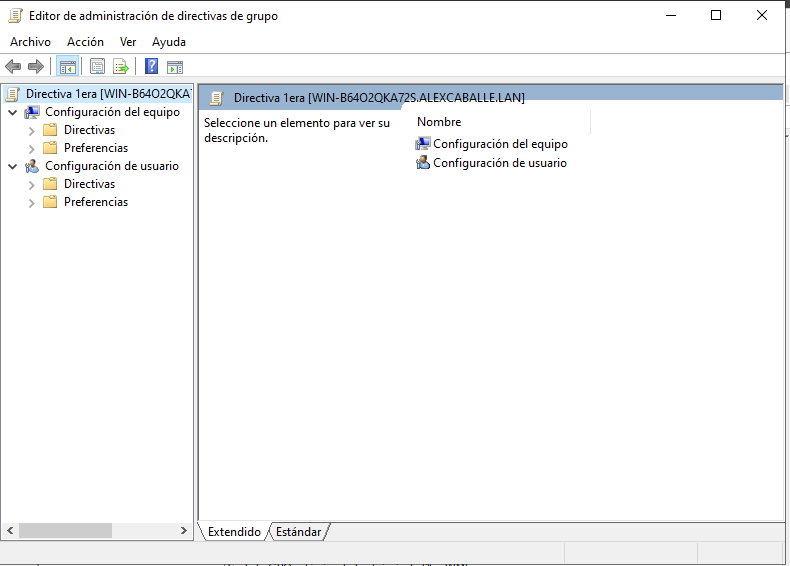 Editor de administración de directivas de grupo
Archivo Acción Ver Ayuda
Directiva 1era [WIN-B64O2QKA7
Configuración del equipo
Directivas
Preferencias
Configuración de usuario
Directivas
Preferencias
Directiva 1era [WIN-B64O2QKA72S.ALEXCABALLE.LAN]
Seleccione un elemento para ver su
descripción.
Nombre
Configuración del equipo
Configuración de usuario
Extendido Estándar